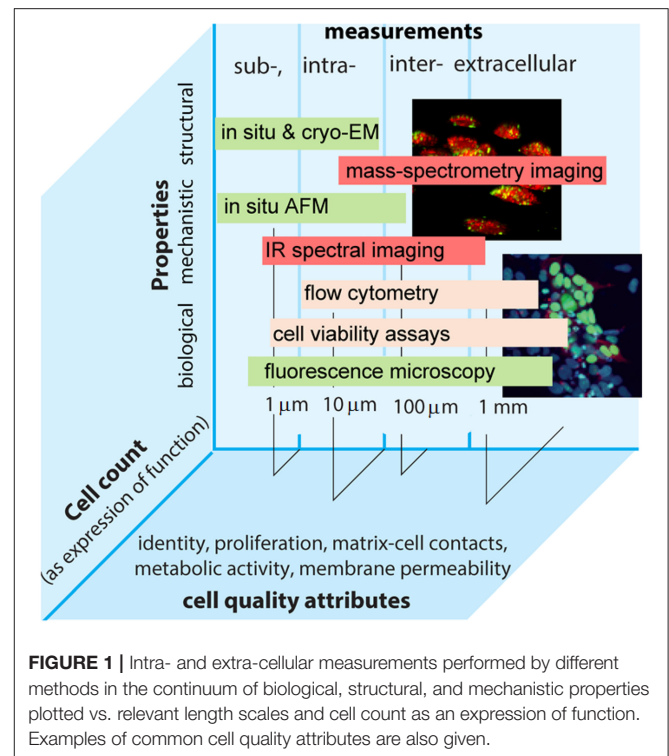 measurements
sub-, intra- inter- extracellular
Properties
biological mechanistic structural
in situ & cryo-EM
mass-spectrometry imaging
in situ AFM
IR spectral imaging
flow cytometry
cell viability assays
fluorescence microscopy
1 μm 10 μm 100 μm 1 mm
Cell count
(as expression of function)
identity, proliferation, matrix-cell contacts,
metabolic activity, membrane permeability
cell quality attributes
FIGURE 1 | Intra- and extra-cellular measurements performed by different
methods in the continuum of biological, structural, and mechanistic properties
plotted vs. relevant length scales and cell count as an expression of function.
Examples of common cell quality attributes are also given.